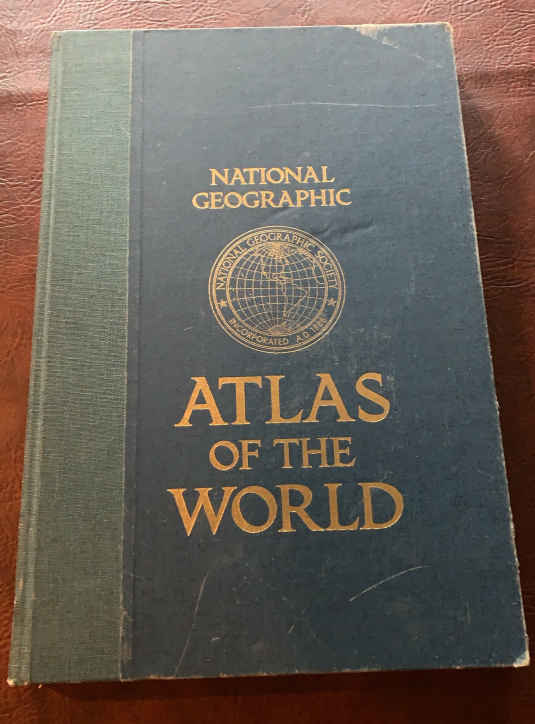 NATIONAL
GEOGRAPHIC
NATIONAL GEOGRAPHIC SOCIETY
INCORPORATED A.D. 1888
ATLAS
OF THE
WORLD